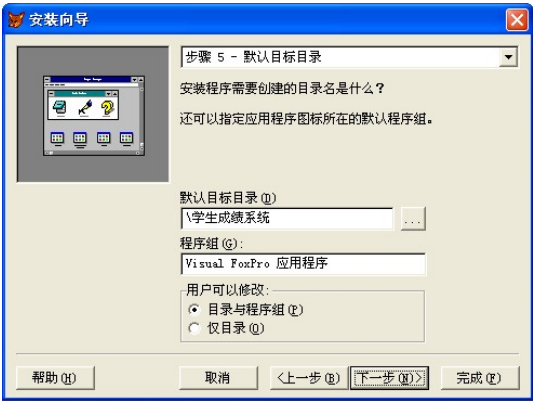 安装向导
步骤 5 - 默认目标目录
安装程序需要创建的目录名是什么？
还可以指定应用程序图标所在的默认程序组。
默认目标目录(D)
\学生成绩系统
...
程序组(G):
Visual FoxPro 应用程序
用户可以修改:
目录与程序组(P)
仅目录(O)
帮助(H) 取消 <上一步(B) 下一步(N)> 完成(F)